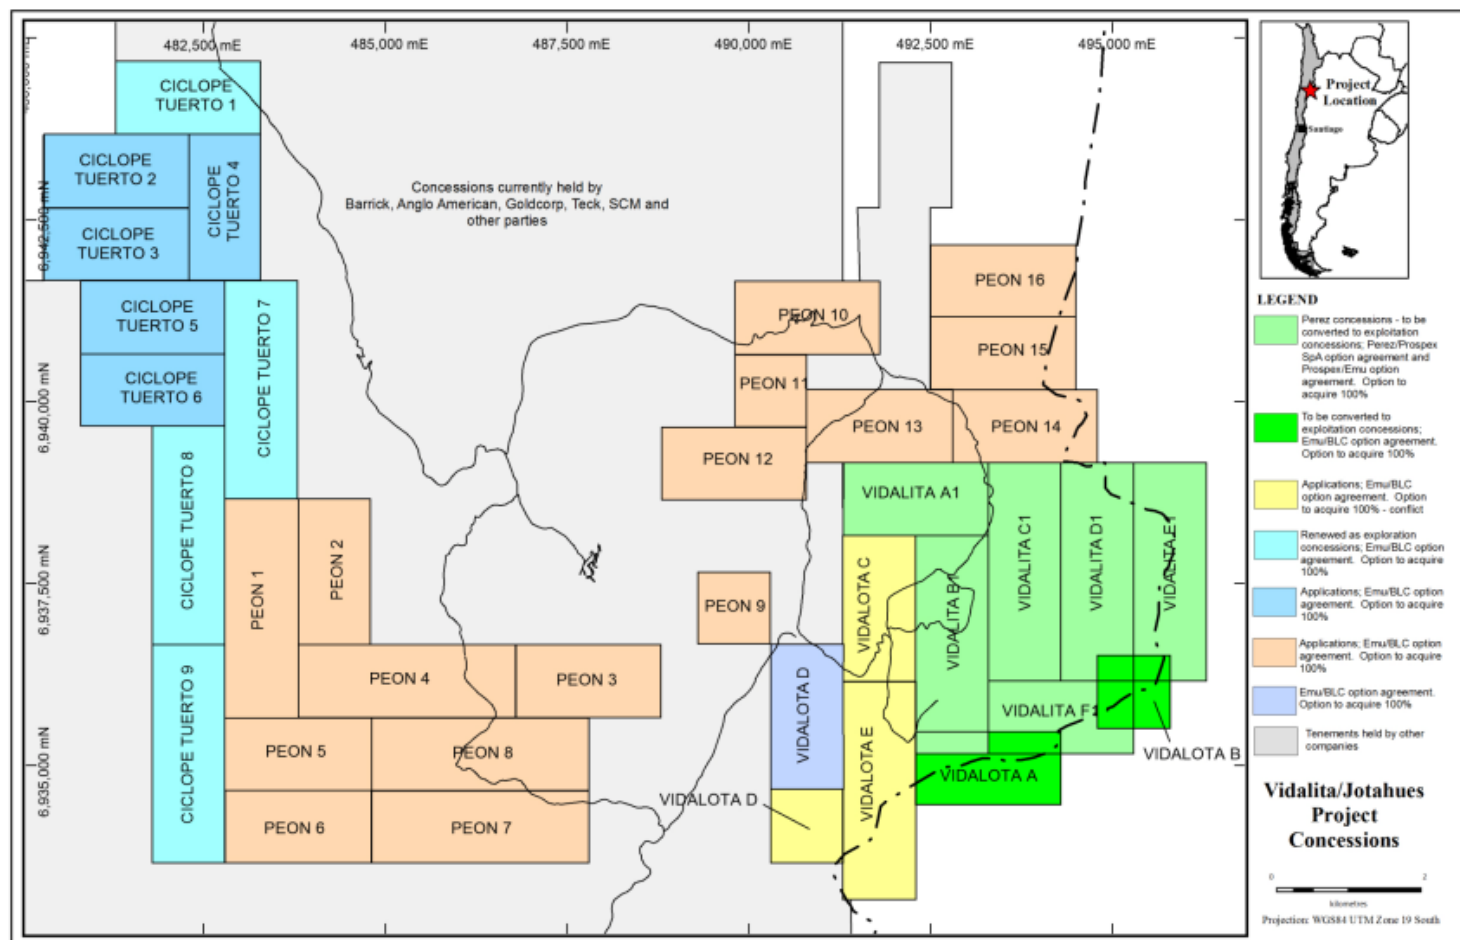 482,500 mE
485,000 mE
487,500 mE
490,000 mE
492,500 mE
495,000 mE
6,942,500 mN
6,940,000 mN
6,937,500 mN
6,935,000 mN
CICLOPE
TUERTO 1
CICLOPE
TUERTO 2
CICLOPE
TUERTO 4
CICLOPE
TUERTO 3
CICLOPE
TUERTO 5
CICLOPE
TUERTO 6
CICLOPE TUERTO 7
CICLOPE TUERTO 8
CICLOPE TUERTO 9
Concessions currently held by
Barrick, Anglo American, Goldcorp, Teck, SCM and
other parties
PEON 16
PEON 10
PEON 15
PEON 11
PEON 13
PEON 14
PEON 12
PEON 1
PEON 2
PEON 9
PEON 4
PEON 3
PEON 5
PEON 8
PEON 6
PEON 7
VIDALITA A1
VIDALITA C1
VIDALITA D1
VIDALITA E1
VIDALOTA C
VIDALITA B1
VIDALOTA D
VIDALOTA E
VIDALITA F1
VIDALOTA B
VIDALOTA A
VIDALOTA D
Project
Location
Santiago
LEGEND
Perez concessions - to be
converted to exploitation
concessions; Perez/Prospex
SpA option agreement and
Prospex/Emu option
agreement. Option to
acquire 100%
To be converted to
exploitation concessions;
Emu/BLC option agreement.
Option to acquire 100%
Applications; Emu/BLC
option agreement. Option
to acquire 100% - conflict
Renewed as exploration
concessions; Emu/BLC option
agreement. Option to acquire
100%
Applications; Emu/BLC option
agreement. Option to acquire
100%
Applications; Emu/BLC option
agreement. Option to acquire
100%
Emu/BLC option agreement.
Option to acquire 100%
Tenements held by other
companies
Vidalita/Jotahues
Project
Concessions
0 2
kilometres
Projection: WGS84 UTM Zone 19 South